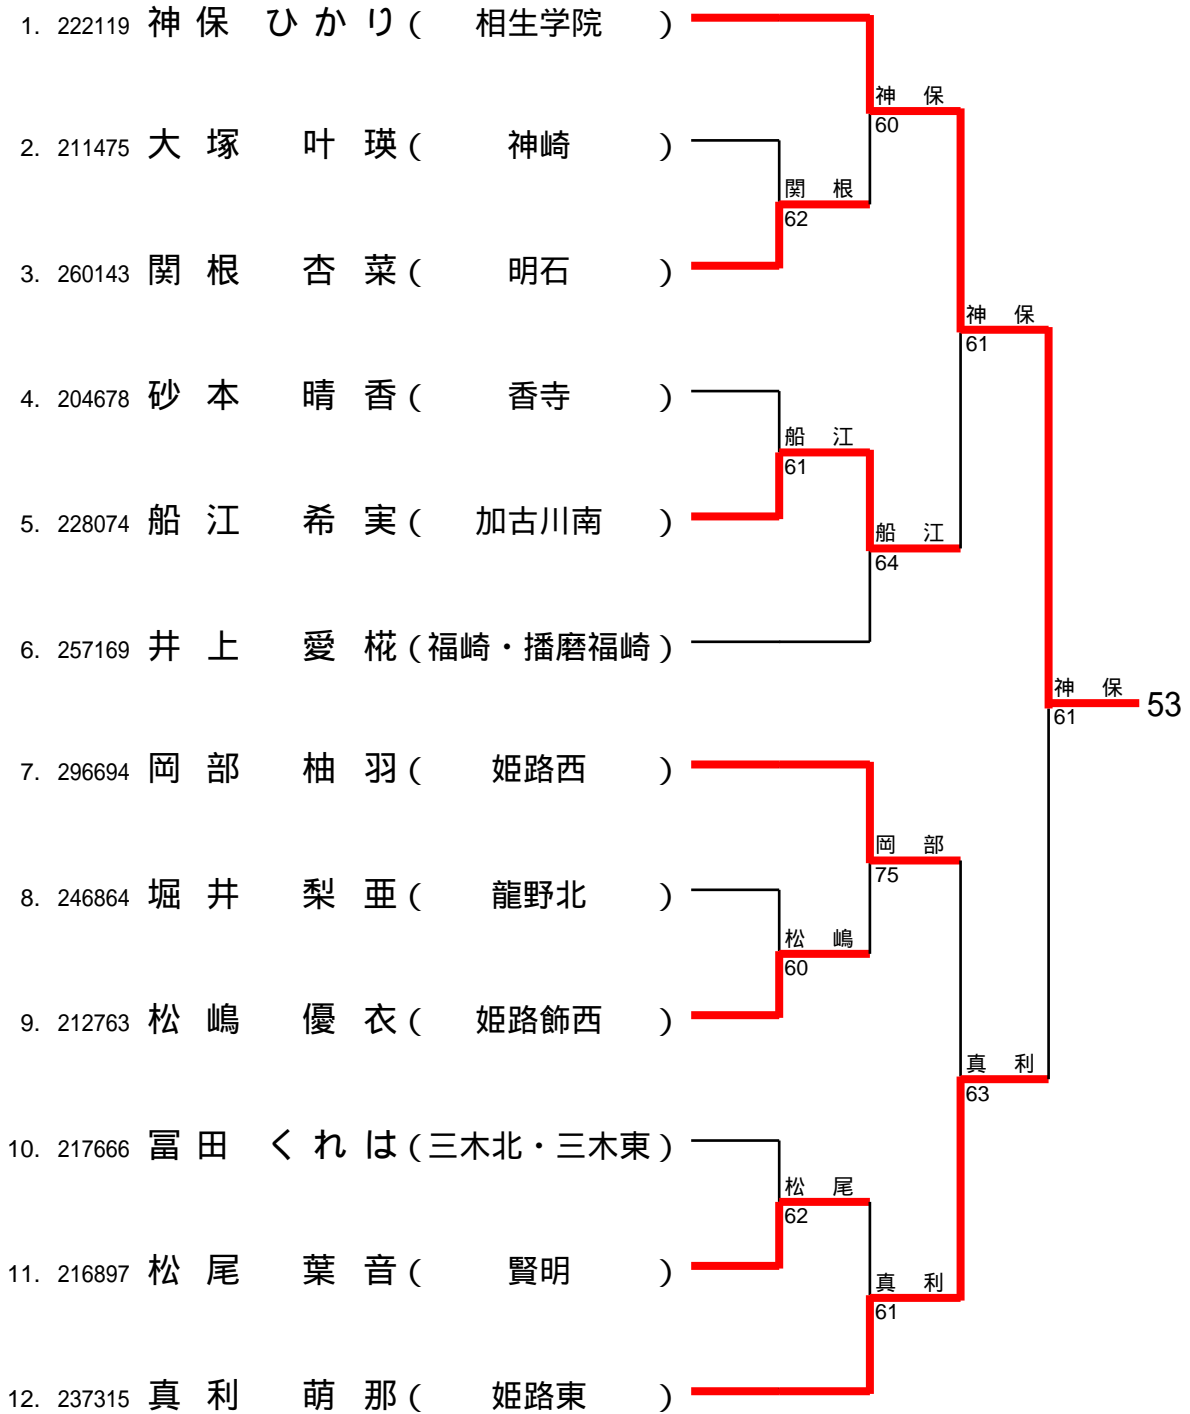 1. 222119 神保 ひかり ( 相生学院 )
神 保
60
2. 211475 大塚 叶瑛 ( 神崎 )
関 根
62
3. 260143 関根 杏菜 ( 明石 )
神 保
61
4. 204678 砂本 晴香 ( 香寺 )
船 江
61
5. 228074 船江 希実 ( 加古川南 )
船 江
64
6. 257169 井上 愛椛 (福崎・播磨福崎)
神 保
61
53
7. 296694 岡部 柚羽 ( 姫路西 )
岡 部
75
8. 246864 堀井 梨亜 ( 龍野北 )
松 嶋
60
9. 212763 松嶋 優衣 ( 姫路飾西 )
真 利
63
10. 217666 冨田 くれは (三木北・三木東)
松 尾
62
11. 216897 松尾 葉音 ( 賢明 )
真 利
61
12. 237315 真利 萌那 ( 姫路東 )